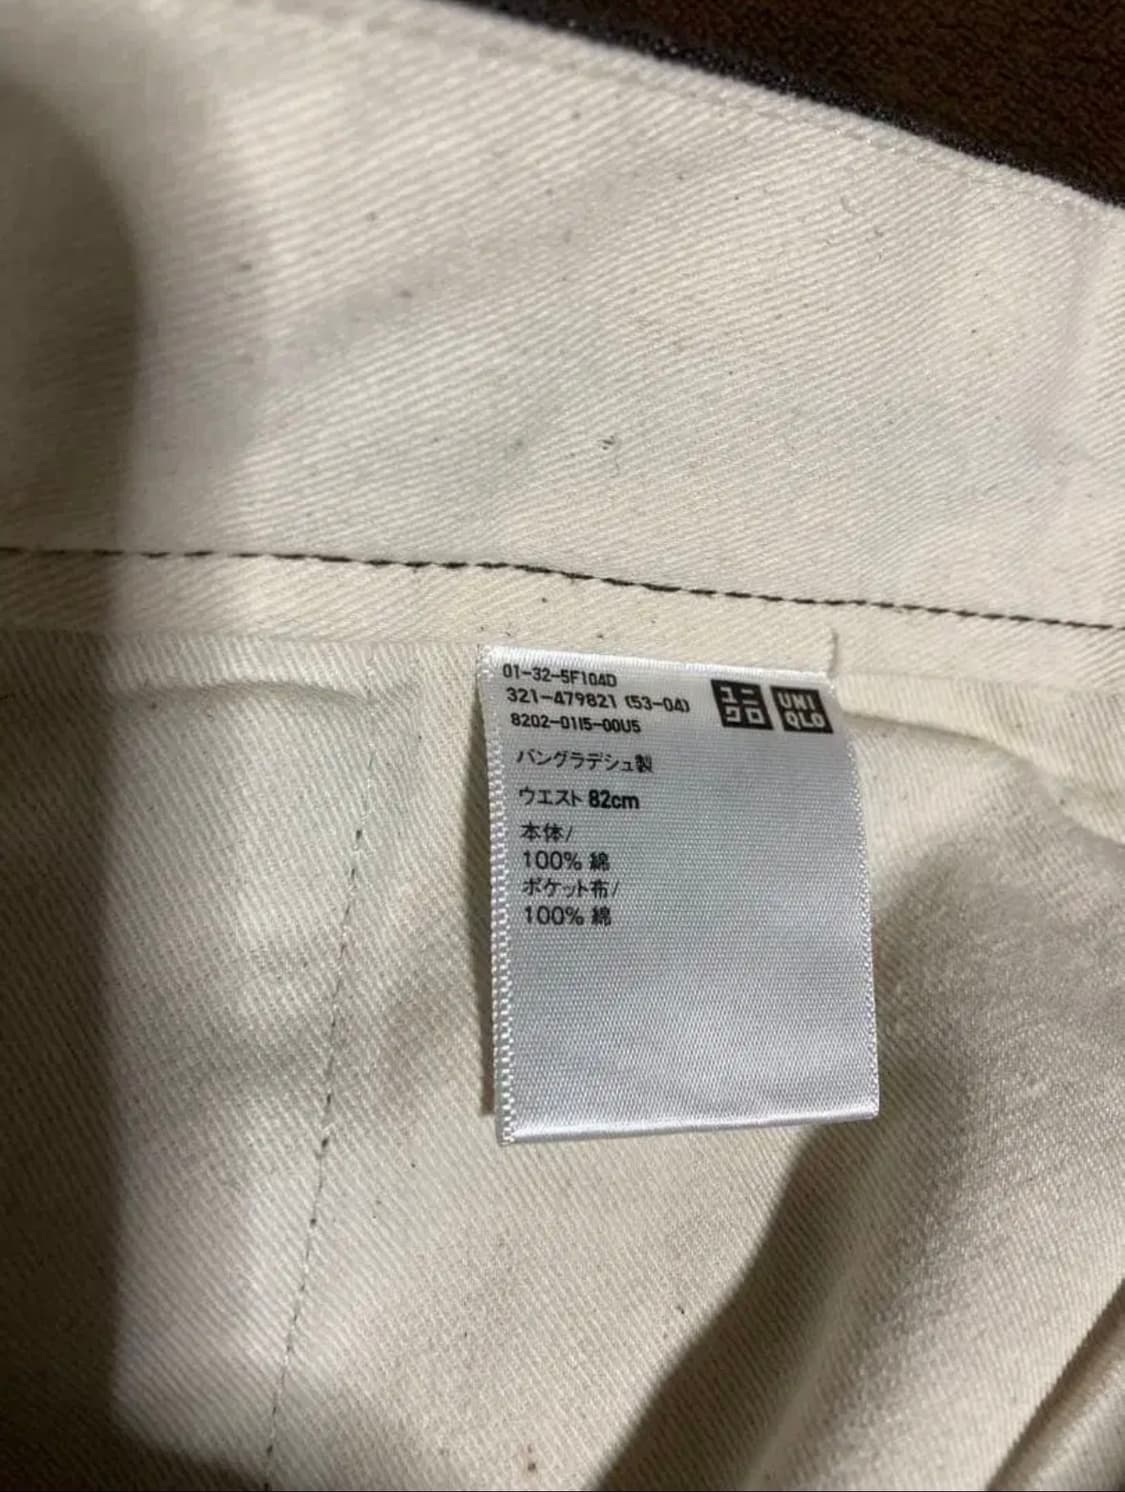 01-32-5F104D
321-479821 (53-04)
8202-0115-00U5
ユニ
クロ
UNI
QLO
バングラデシュ製
ウエスト 82cm
本体/
100% 綿
ポケット布/
100% 綿